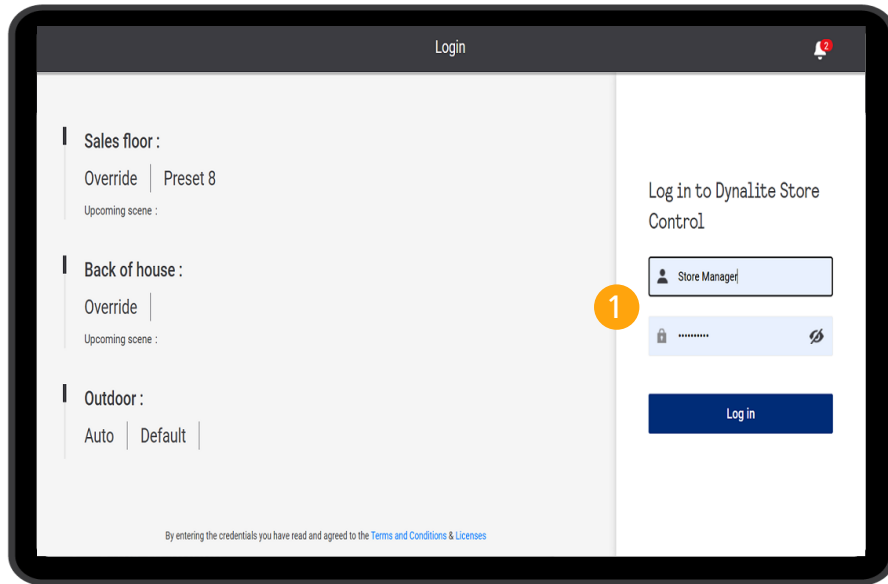 Login
2
Sales floor :
Override
Preset 8
Upcoming scene :
Back of house :
Override
Upcoming scene :
Outdoor :
Auto
Default
By entering the credentials you have read and agreed to the Terms and Conditions & Licenses
Log in to Dynalite Store
Control
1
Store Manager
··········
Log in